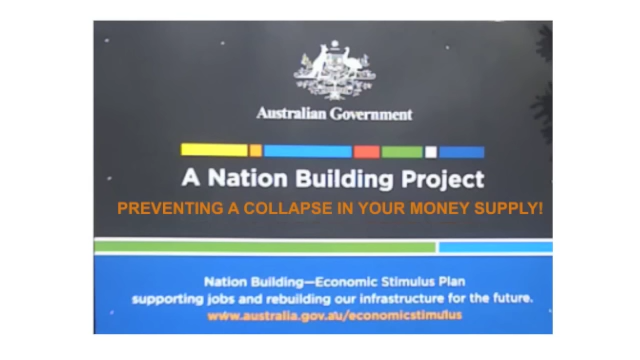 Australian Government
A Nation Building Project
PREVENTING A COLLAPSE IN YOUR MONEY SUPPLY!
Nation Building—Economic Stimulus Plan
supporting jobs and rebuilding our infrastructure for the future.
www.australia.gov.au/economicstimulus